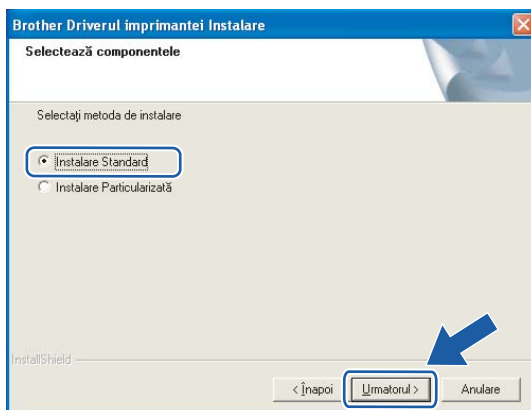 Brother Driverul imprimantei Instalare
Selectează componentele
Selectaţi metoda de instalare
Instalare Standard
Instalare Particularizată
InstallShield
< Înapoi Urmatorul > Anulare